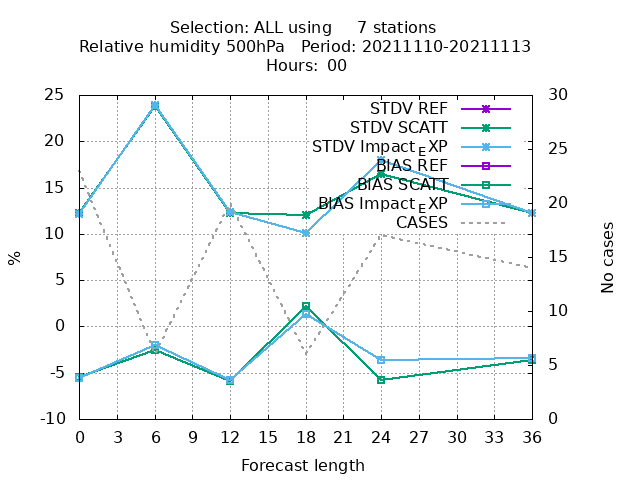 Selection: ALL using     7 stations
Relative humidity 500hPa   Period: 20211110-20211113
Hours:  00
25
20
15
10
5
0
-5
-10
%
30
25
20
15
10
5
0
No cases
STDV REF
STDV SCATT
STDV Impact_EXP
BIAS REF
BIAS SCATT
BIAS Impact_EXP
CASES
0 3 6 9 12 15 18 21 24 27 30 33 36
Forecast length